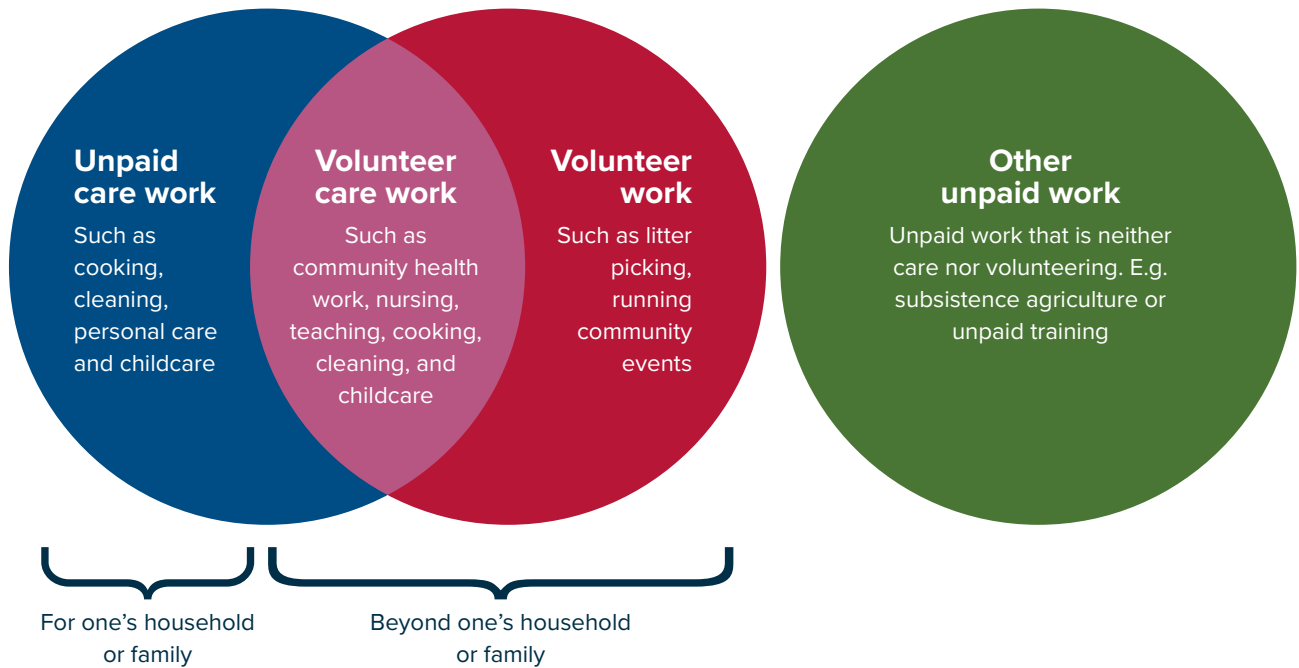 Unpaid
care work
Such as
cooking,
cleaning,
personal care
and childcare
Volunteer
care work
Such as
community health
work, nursing,
teaching, cooking,
cleaning, and
childcare
Volunteer
work
Such as litter
picking,
running
community
events
Other
unpaid work
Unpaid work that is neither
care nor volunteering. E.g.
subsistence agriculture or
unpaid training
For one’s household
or family
Beyond one’s household
or family